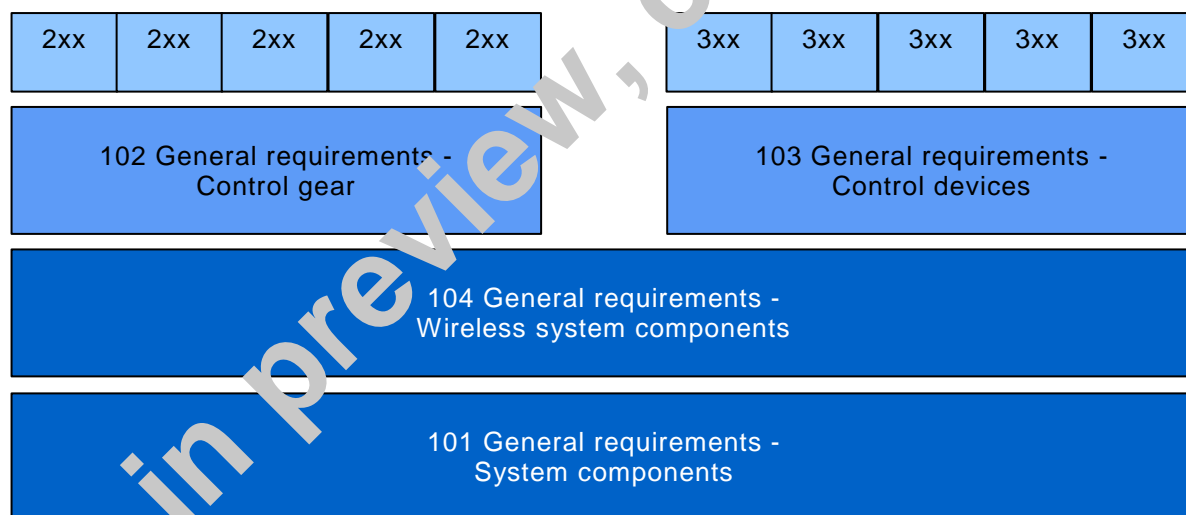 2xx 2xx 2xx 2xx 2xx 3xx 3xx 3xx 3xx 3xx
102 General requirements -
Control gear
103 General requirements -
Control devices
104 General requirements -
Wireless system components
101 General requirements -
System components
in preview,